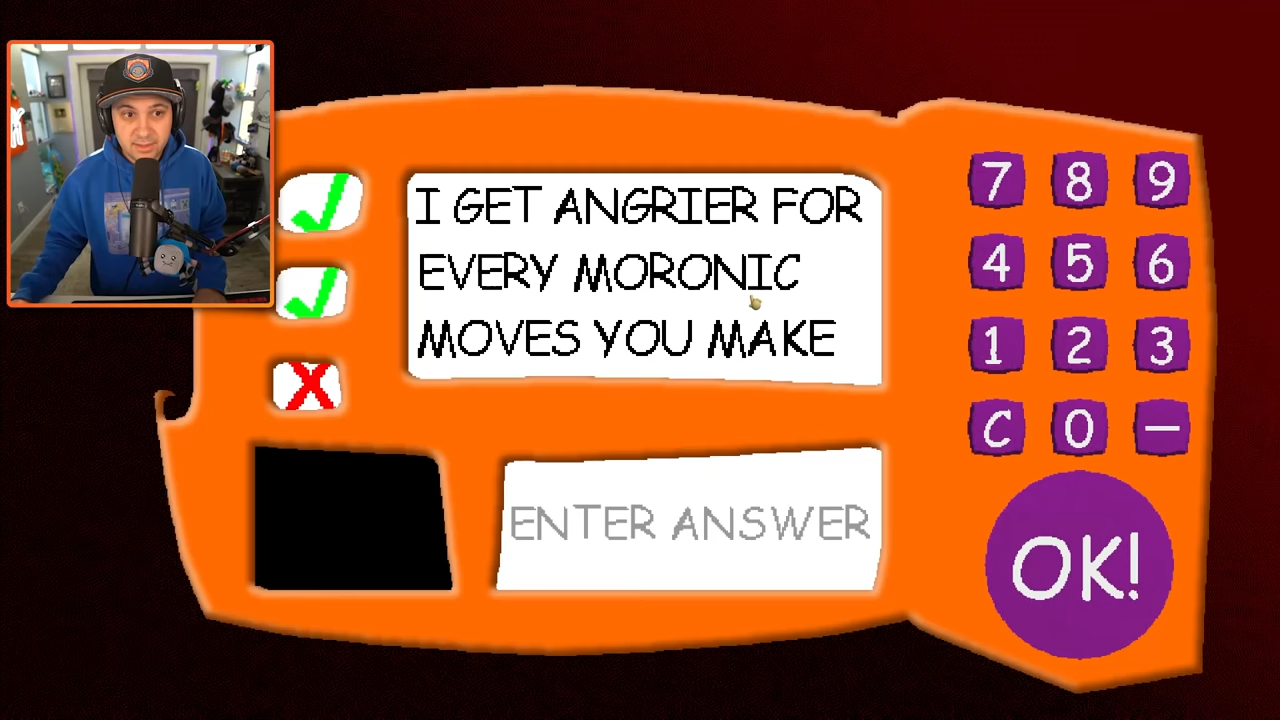 I GET ANGRIER FOR
EVERY MORONIC
MOVES YOU MAKE
ENTER ANSWER
7 8 9
4 5 6
1 2 3
C 0 –
OK!